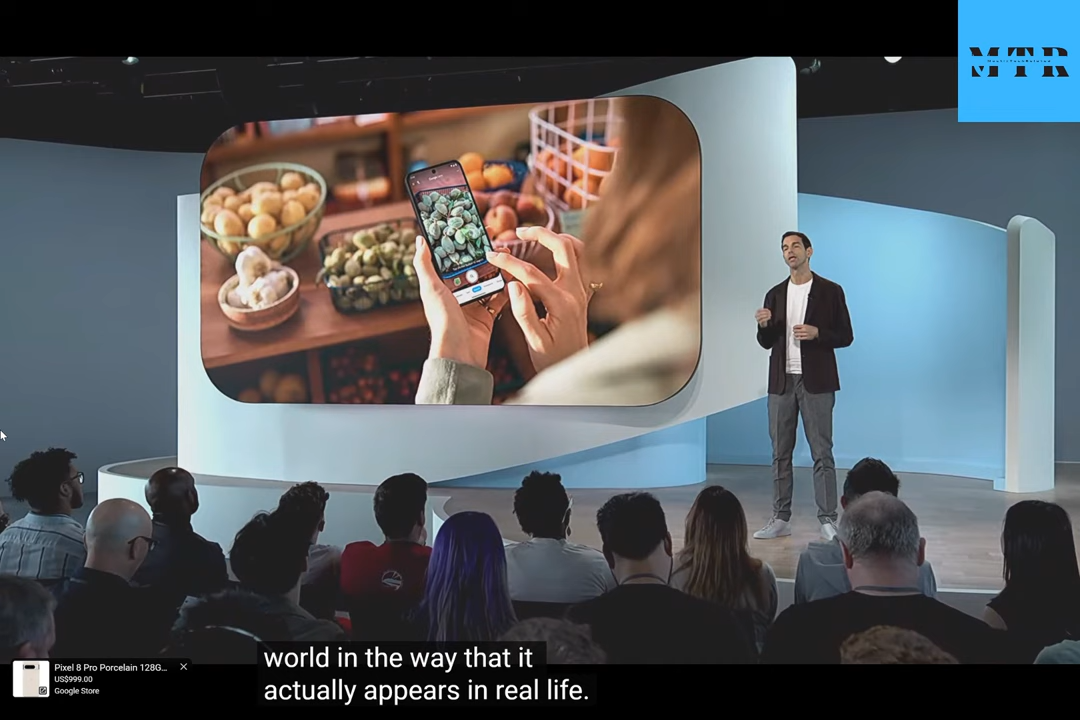 MTR
world in the way that it
actually appears in real life.
Pixel 8 Pro Porcelain 128G...
US$999.00
Google Store